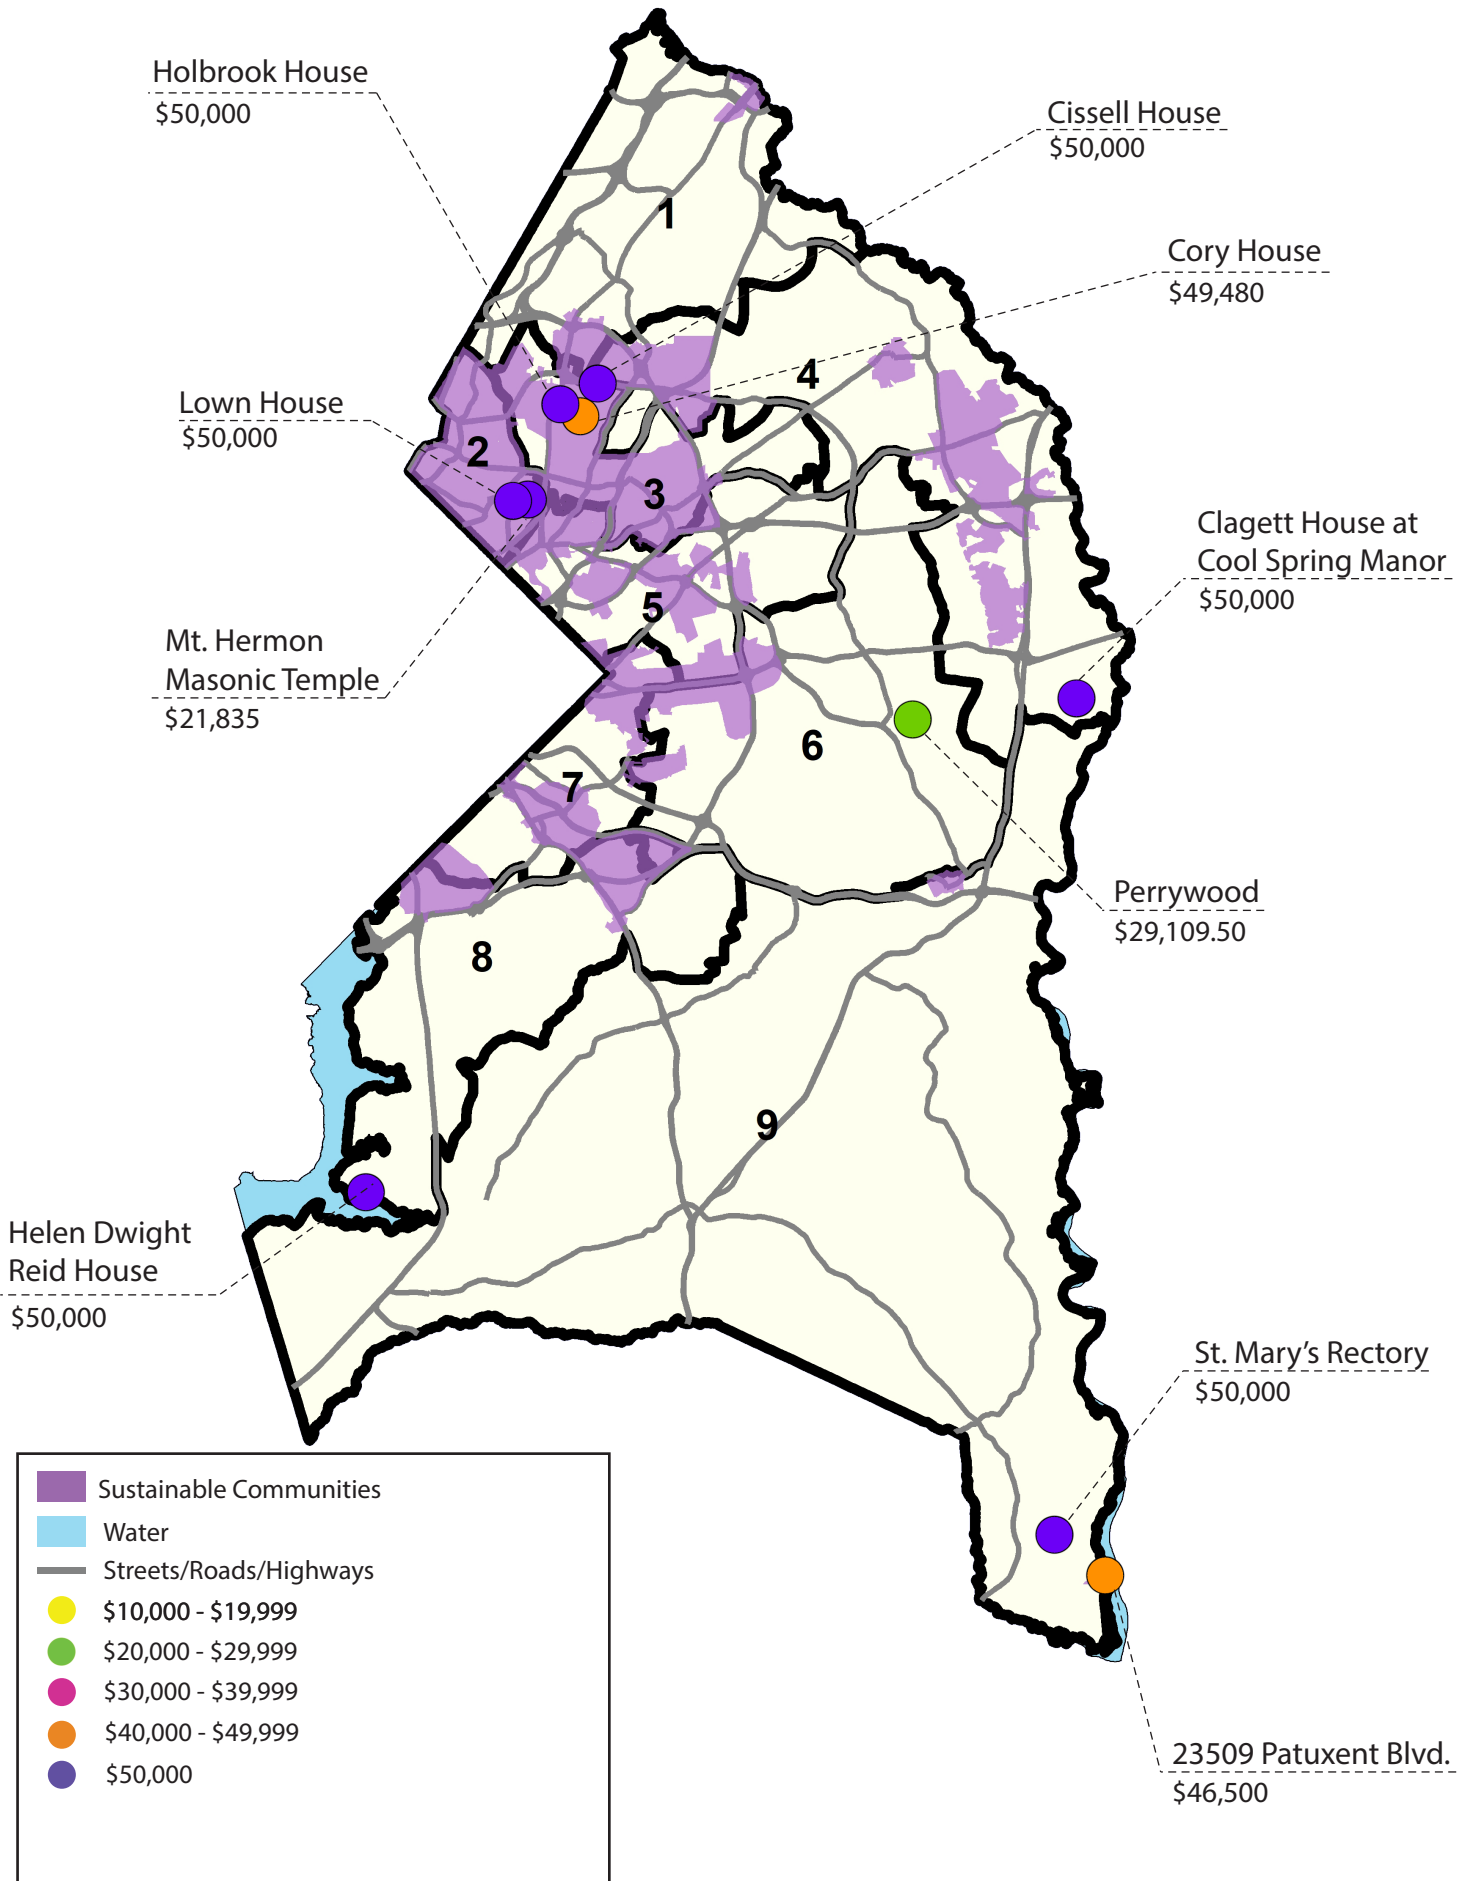 Holbrook House
$50,000
Cissell House
$50,000
Cory House
$49,480
Lown House
$50,000
Clagett House at
Cool Spring Manor
$50,000
Mt. Hermon
Masonic Temple
$21,835
Perrywood
$29,109.50
Helen Dwight
Reid House
$50,000
St. Mary's Rectory
$50,000
23509 Patuxent Blvd.
$46,500
1
2
3
4
5
6
7
8
9
Sustainable Communities
Water
Streets/Roads/Highways
$10,000 - $19,999
$20,000 - $29,999
$30,000 - $39,999
$40,000 - $49,999
$50,000